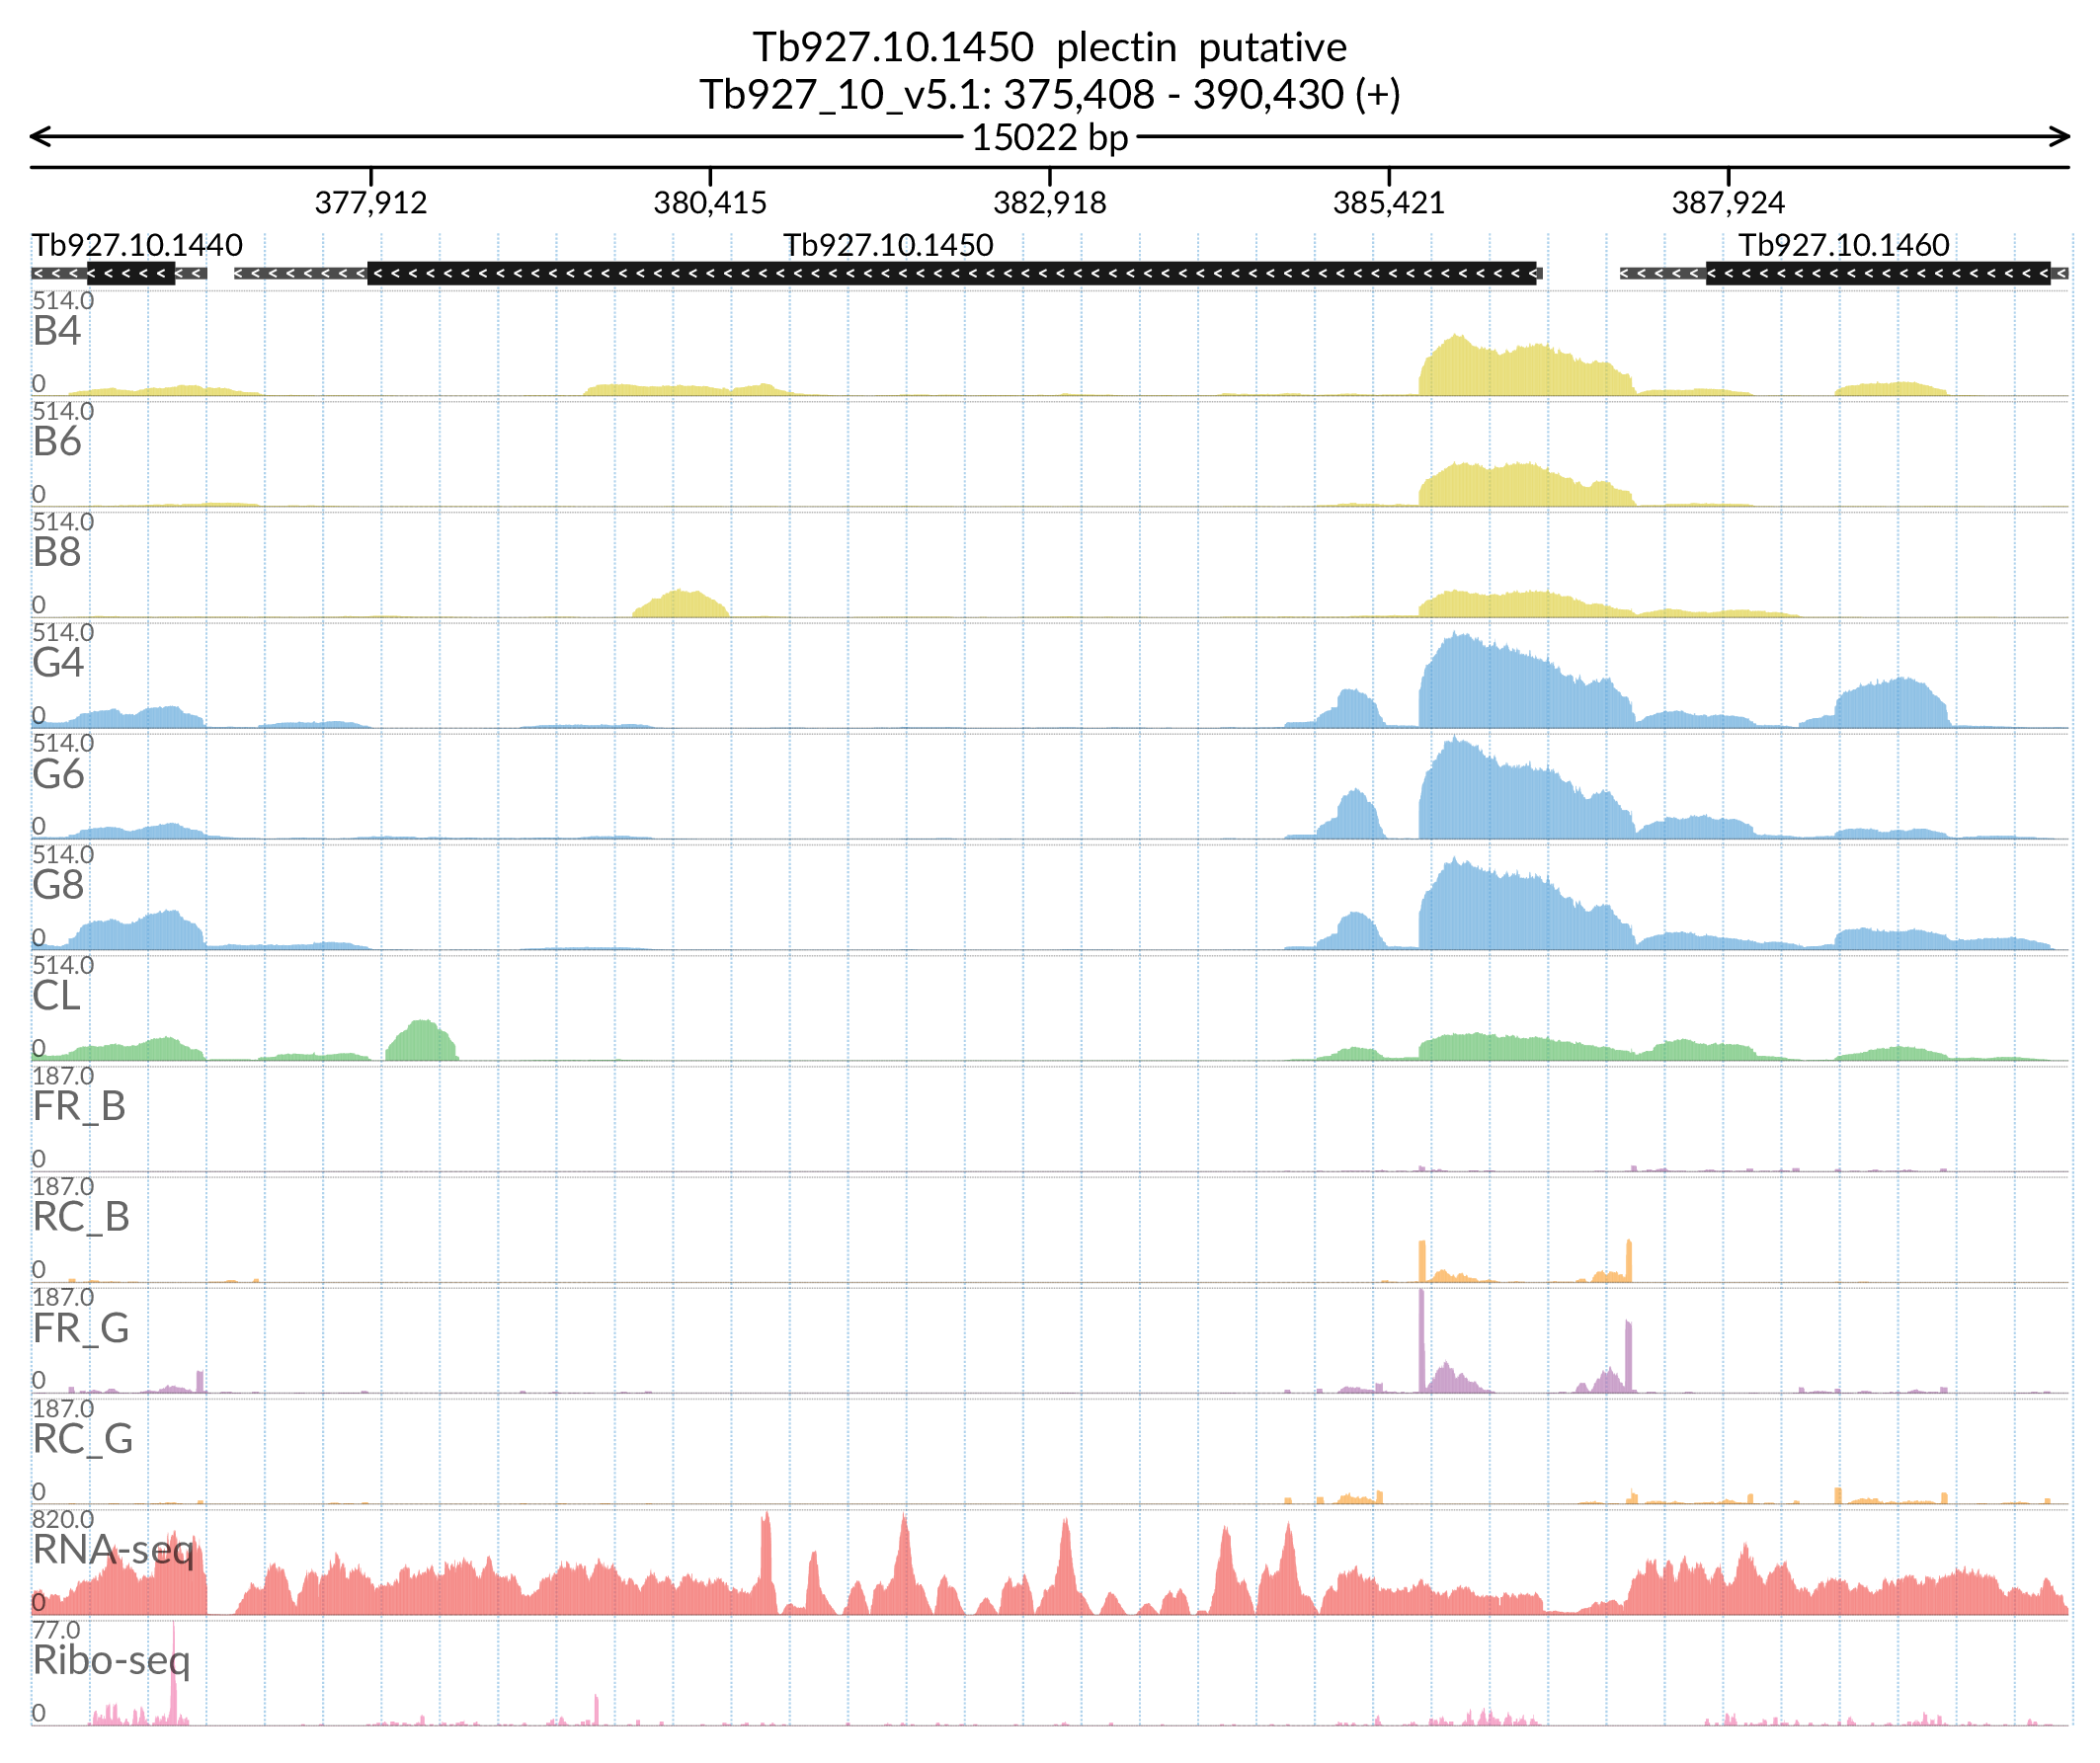 Tb927.10.1450 plectin putative
Tb927_10_v5.1: 375,408 - 390,430 (+)
15022 bp
377,912 380,415 382,918 385,421 387,924
Tb927.10.1440 Tb927.10.1450 Tb927.10.1460
514.0
B4
0
514.0
B6
0
514.0
B8
0
514.0
G4
0
514.0
G6
0
514.0
G8
0
514.0
CL
0
187.0
FR_B
0
187.0
RC_B
0
187.0
FR_G
0
187.0
RC_G
0
820.0
RNA-seq
0
77.0
Ribo-seq
0